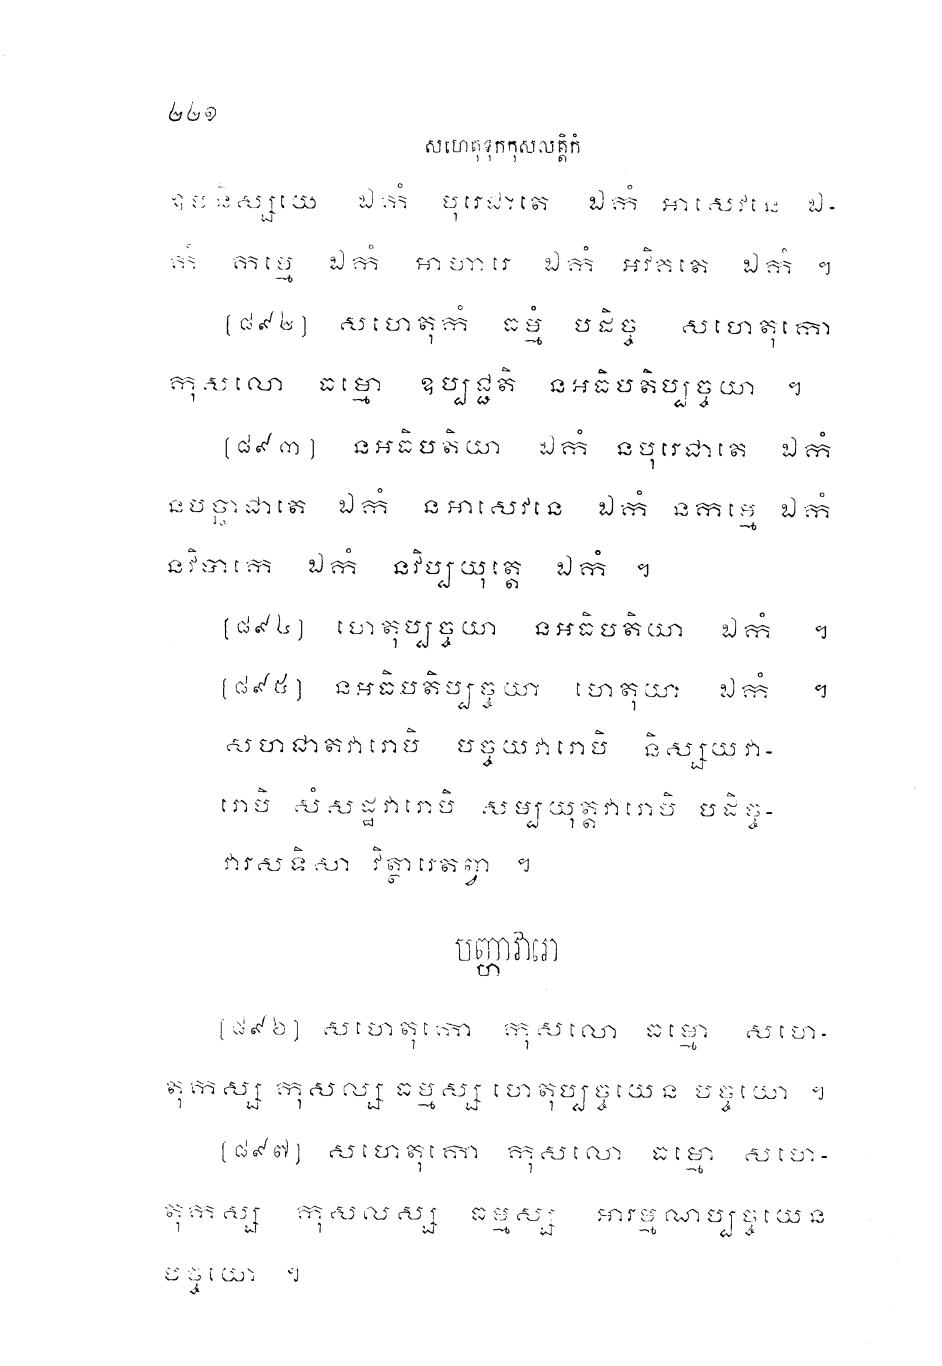 ២២១
សហេតុទុកកុសលត្តិកំ
ឧបនិស្សយេ ឯកំ បុរេជាតេ ឯកំ អាសេវនេ ឯ-
កំ កម្មេ ឯកំ អាហារេ ឯកំ អវិគតេ ឯកំ ។
[៨៩២] សហេតុកំ ធម្មំ បដិច្ច សហេតុកោ
កុសលោ ធម្មោ ឧប្បជ្ជតិ នអធិបតិប្បច្ចយា ។
[៨៩៣] នអធិបតិយា ឯកំ នបុរេជាតេ ឯកំ
នបច្ឆាជាតេ ឯកំ នអាសេវនេ ឯកំ នកម្មេ ឯកំ
នវិបាកេ ឯកំ នវិប្បយុត្តេ ឯកំ ។
[៨៩៤] ហេតុប្បច្ចយា នអធិបតិយា ឯកំ ។
[៨៩៥] នអធិបតិប្បច្ចយា ហេតុយា ឯកំ ។
សហជាតវារោបិ បច្ចយវារោបិ និស្សយវា-
រោបិ សំសដ្ឋវារោបិ សម្បយុត្តវារោបិ បដិច្ច-
វារសទិសា វិត្ថារេតព្វា ។
បញ្ហាវារោ
[៨៩៦] សហេតុកោ កុសលោ ធម្មោ សហេ-
តុកស្ស កុសលស្ស ធម្មស្ស ហេតុប្បច្ចយេន បច្ចយោ ។
[៨៩៧] សហេតុកោ កុសលោ ធម្មោ សហេ-
តុកស្ស កុសលស្ស ធម្មស្ស អារម្មណប្បច្ចយេន
បច្ចយោ ។